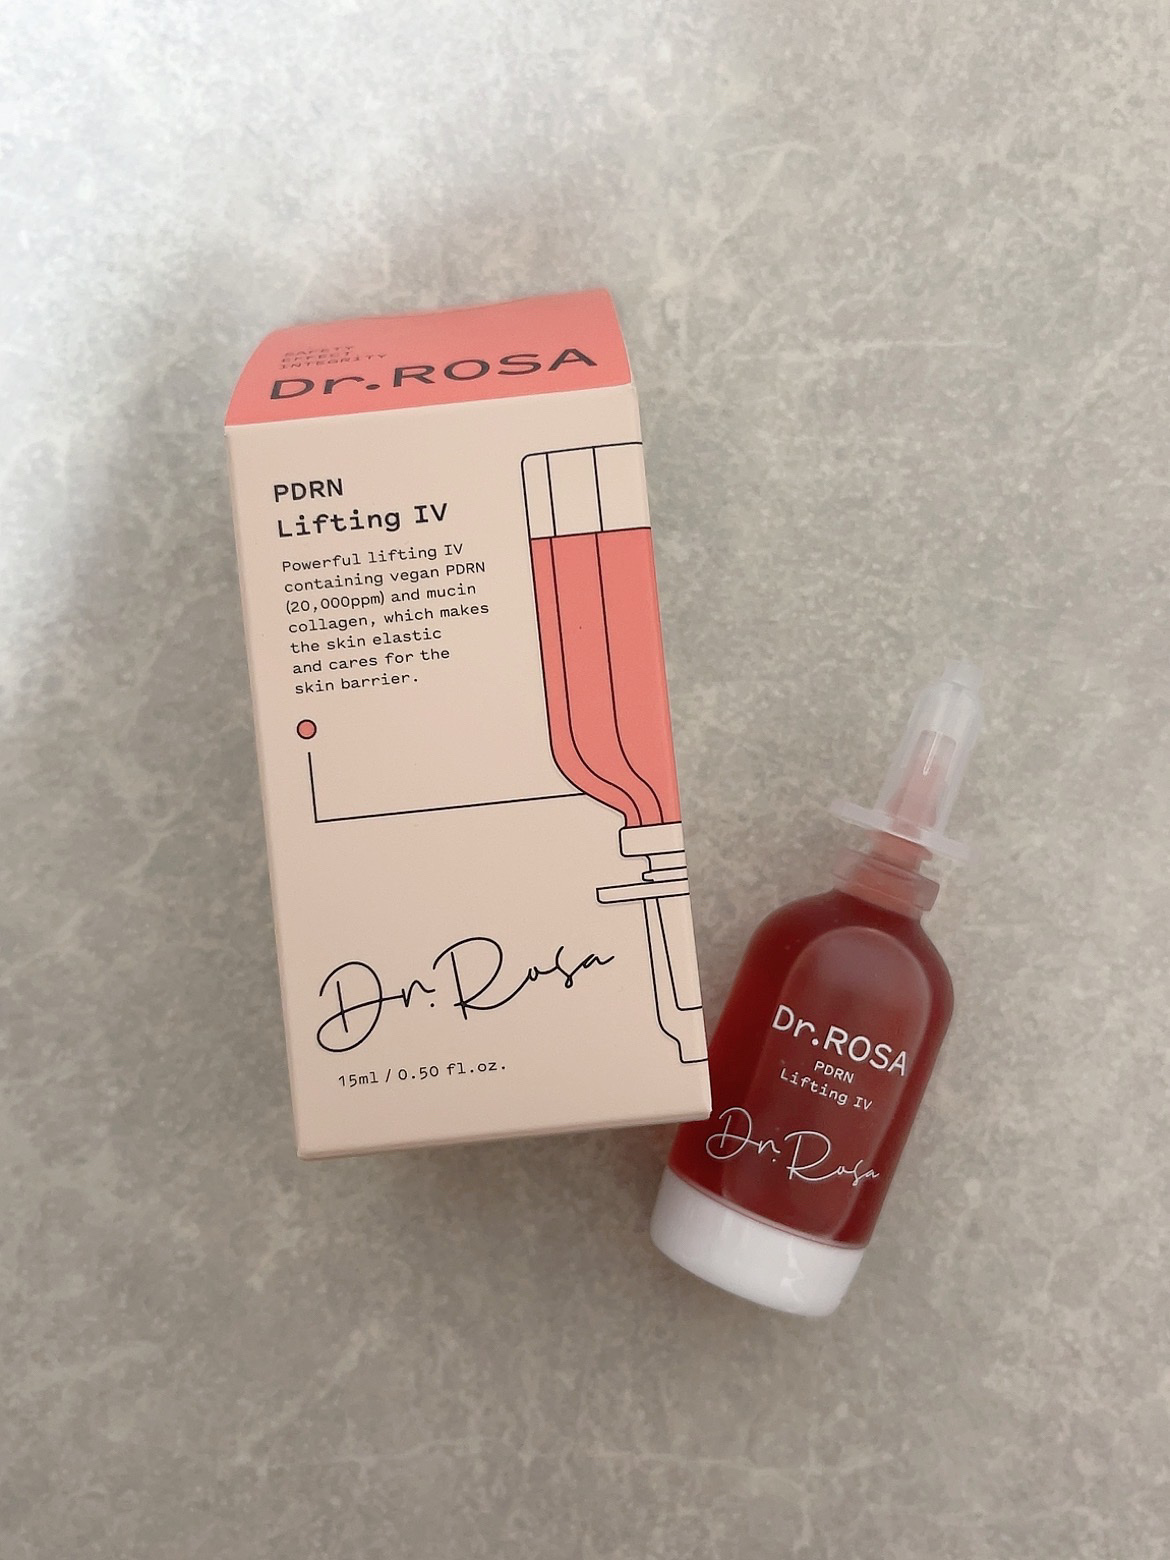 SAFETY
EFFECT
INTEGRITY
Dr.ROSA
PDRN
Lifting IV
Powerful lifting IV
containing vegan PDRN
(20,000ppm) and mucin
collagen, which makes
the skin elastic
and cares for the
skin barrier.
Dr. Rosa
15ml / 0.50 fl.oz.
Dr.ROSA
PDRN
Lifting IV
Dr. Rosa